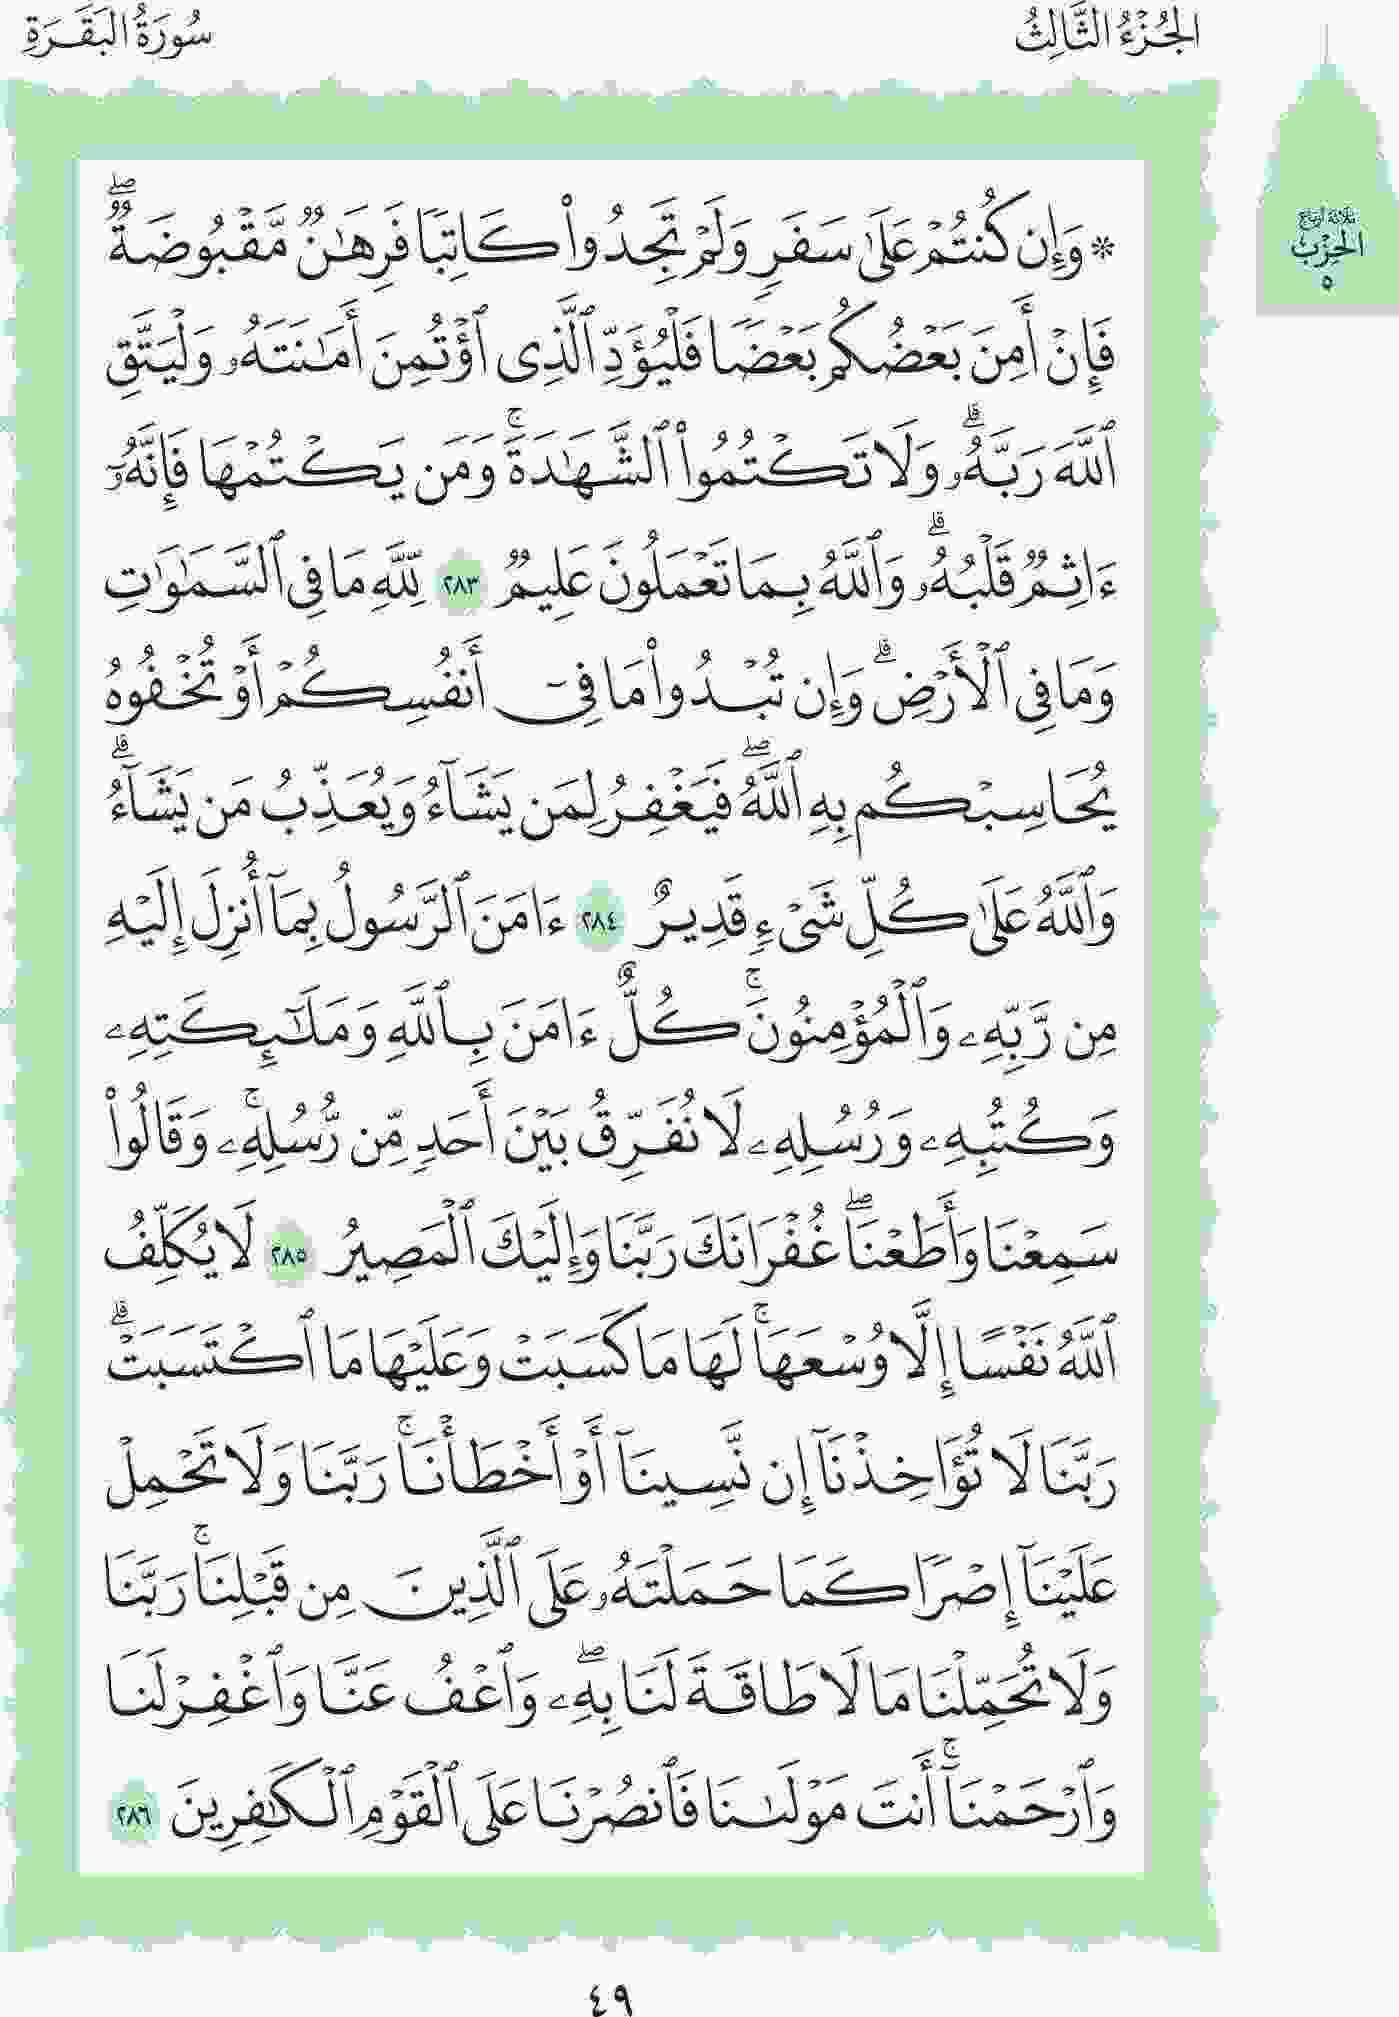 الجُزْءُ الثَّالِثُ
سُورَةُ البَقَرَةِ
ثلاثة أرباع
الحِزْب
٥
۞ وَإِن كُنتُمْ عَلَىٰ سَفَرٍ وَلَمْ تَجِدُوا۟ كَاتِبًا فَرِهَـٰنٌ مَّقْبُوضَةٌ ۖ
فَإِنْ أَمِنَ بَعْضُكُم بَعْضًا فَلْيُؤَدِّ ٱلَّذِى ٱؤْتُمِنَ أَمَـٰنَتَهُۥ وَلْيَتَّقِ
ٱللَّهَ رَبَّهُۥ ۗ وَلَا تَكْتُمُوا۟ ٱلشَّهَـٰدَةَ ۚ وَمَن يَكْتُمْهَا فَإِنَّهُۥٓ
ءَاثِمٌ قَلْبُهُۥ ۗ وَٱللَّهُ بِمَا تَعْمَلُونَ عَلِيمٌ ٢٨٣ لِّلَّهِ مَا فِى ٱلسَّمَـٰوَٰتِ
وَمَا فِى ٱلْأَرْضِ ۗ وَإِن تُبْدُوا۟ مَا فِىٓ أَنفُسِكُمْ أَوْ تُخْفُوهُ
يُحَاسِبْكُم بِهِ ٱللَّهُ ۖ فَيَغْفِرُ لِمَن يَشَآءُ وَيُعَذِّبُ مَن يَشَآءُ ۗ
وَٱللَّهُ عَلَىٰ كُلِّ شَىْءٍ قَدِيرٌ ٢٨٤ ءَامَنَ ٱلرَّسُولُ بِمَآ أُنزِلَ إِلَيْهِ
مِن رَّبِّهِۦ وَٱلْمُؤْمِنُونَ ۚ كُلٌّ ءَامَنَ بِٱللَّهِ وَمَلَـٰٓئِكَتِهِۦ
وَكُتُبِهِۦ وَرُسُلِهِۦ لَا نُفَرِّقُ بَيْنَ أَحَدٍ مِّن رُّسُلِهِۦ ۚ وَقَالُوا۟
سَمِعْنَا وَأَطَعْنَا ۖ غُفْرَانَكَ رَبَّنَا وَإِلَيْكَ ٱلْمَصِيرُ ٢٨٥ لَا يُكَلِّفُ
ٱللَّهُ نَفْسًا إِلَّا وُسْعَهَا ۚ لَهَا مَا كَسَبَتْ وَعَلَيْهَا مَا ٱكْتَسَبَتْ ۗ
رَبَّنَا لَا تُؤَاخِذْنَآ إِن نَّسِينَآ أَوْ أَخْطَأْنَا ۚ رَبَّنَا وَلَا تَحْمِلْ
عَلَيْنَآ إِصْرًا كَمَا حَمَلْتَهُۥ عَلَى ٱلَّذِينَ مِن قَبْلِنَا ۚ رَبَّنَا
وَلَا تُحَمِّلْنَا مَا لَا طَاقَةَ لَنَا بِهِۦ ۖ وَٱعْفُ عَنَّا وَٱغْفِرْ لَنَا
وَٱرْحَمْنَآ ۚ أَنتَ مَوْلَىٰنَا فَٱنصُرْنَا عَلَى ٱلْقَوْمِ ٱلْكَـٰفِرِينَ ٢٨٦
٤٩